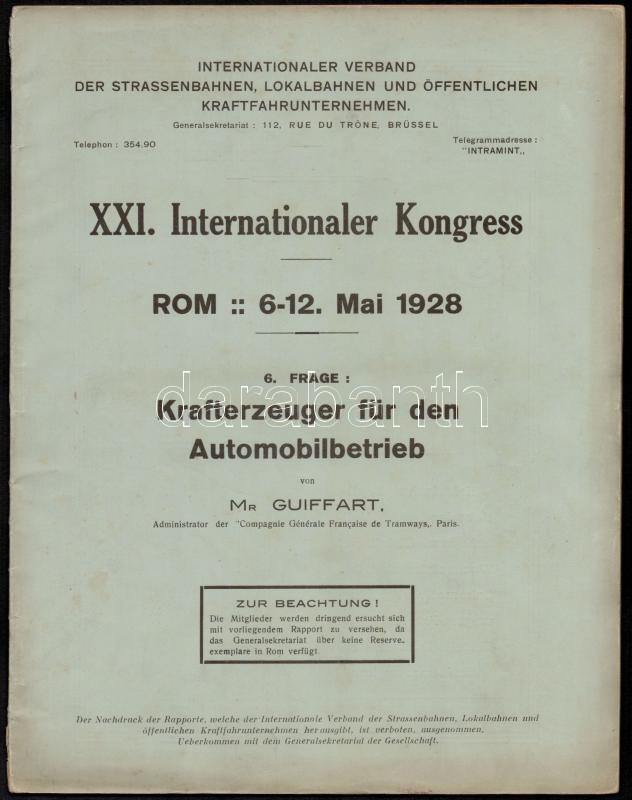 INTERNATIONALER VERBAND
DER STRASSENBAHNEN, LOKALBAHNEN UND ÖFFENTLICHEN
KRAFTFAHRUNTERNEHMEN.
Generalsekretariat : 112, RUE DU TRÔNE, BRÜSSEL
Telephon : 354.90
Telegrammadresse :
"INTRAMINT„
XXI. Internationaler Kongress
ROM :: 6-12. Mai 1928
6. FRAGE :
darabanth
Krafterzeuger für den
Automobilbetrieb
von
MR GUIFFART,
Administrator der "Compagnie Générale Française de Tramways„. Paris.
ZUR BEACHTUNG !
Die Mitglieder werden dringend ersucht sich
mit vorliegendem Rapport zu versehen, da
das Generalsekretariat über keine Reserve-
exemplare in Rom verfügt.
Der Nachdruck der Rapporte, welche der Internationale Verband der Strassenbahnen, Lokalbahnen und
öffentlichen Kraftfahrunternehmen herausgibt, ist verboten, ausgenommen,
Ueberkommen mit dem Generalsekretariat der Gesellschaft.